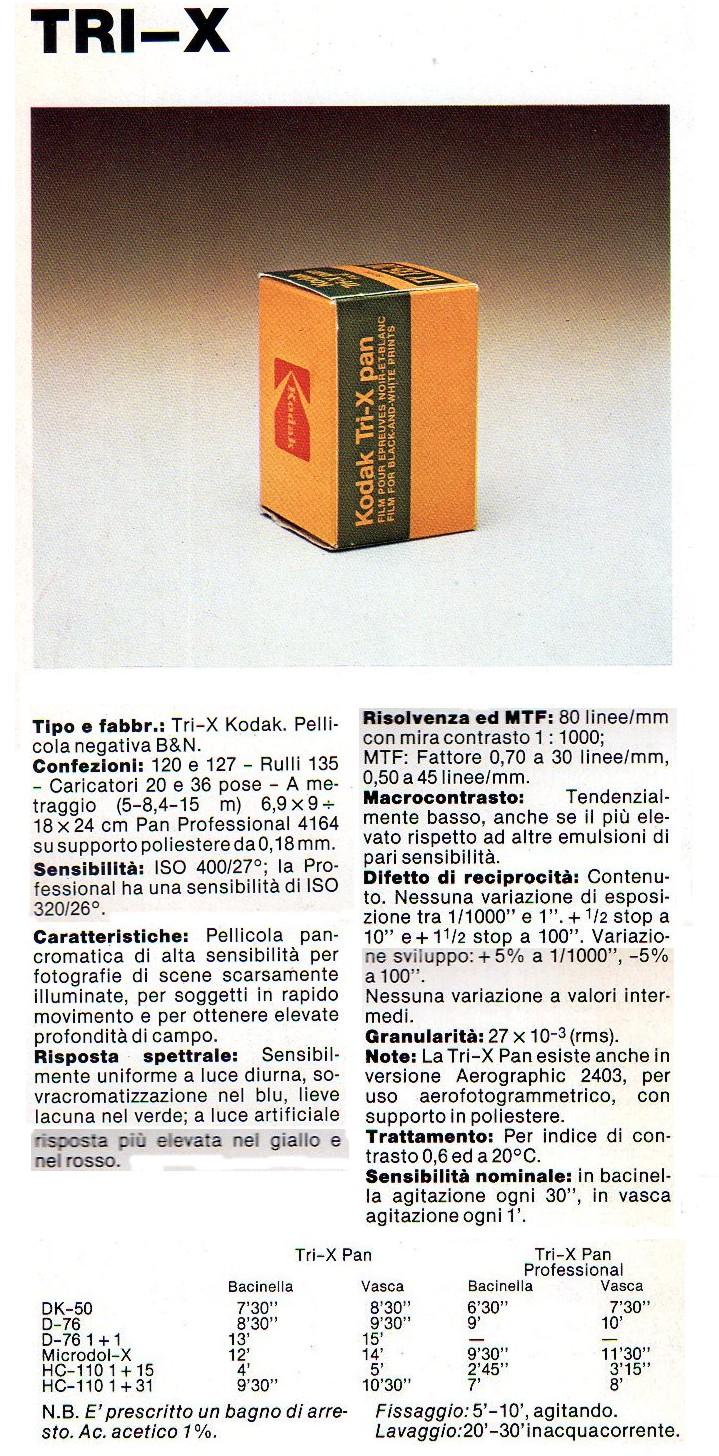 TRI–X
Kodak
Tri-X pan
Kodak
Kodak Tri-X pan
FILM POUR EPREUVES NOIR-ET-BLANC
FILM FOR BLACK-AND-WHITE PRINTS
Tipo e fabbr.: Tri–X Kodak. Pelli-
cola negativa B&N.
Confezioni: 120 e 127 – Rulli 135
– Caricatori 20 e 36 pose – A me-
traggio (5–8,4–15 m) 6,9×9÷
18×24 cm Pan Professional 4164
su supporto poliestere da 0,18 mm.
Sensibilità: ISO 400/27°; la Pro-
fessional ha una sensibilità di ISO
320/26°.
Caratteristiche: Pellicola pan-
cromatica di alta sensibilità per
fotografie di scene scarsamente
illuminate, per soggetti in rapido
movimento e per ottenere elevate
profondità di campo.
Risposta spettrale: Sensibil-
mente uniforme a luce diurna, so-
vracromatizzazione nel blu, lieve
lacuna nel verde; a luce artificiale
risposta più elevata nel giallo e
nel rosso.
Risolvenza ed MTF: 80 linee/mm
con mira contrasto 1 : 1000;
MTF: Fattore 0,70 a 30 linee/mm,
0,50 a 45 linee/mm.
Macrocontrasto: Tendenzial-
mente basso, anche se il più ele-
vato rispetto ad altre emulsioni di
pari sensibilità.
Difetto di reciprocità: Contenu-
to. Nessuna variazione di esposi-
zione tra 1/1000” e 1”. + 1/2 stop a
10” e + 1 1/2 stop a 100”. Variazio-
ne sviluppo: + 5% a 1/1000”, –5%
a 100”.
Nessuna variazione a valori inter-
medi.
Granularità: 27 × 10⁻³ (rms).
Note: La Tri–X Pan esiste anche in
versione Aerographic 2403, per
uso aerofotogrammetrico, con
supporto in poliestere.
Trattamento: Per indice di con-
trasto 0,6 ed a 20°C.
Sensibilità nominale: in bacinel-
la agitazione ogni 30”, in vasca
agitazione ogni 1’.
Tri–X Pan Tri–X Pan
Professional
Bacinella Vasca Bacinella Vasca
DK–50 7’30” 8’30” 6’30” 7’30”
D–76 8’30” 9’30” 9’ 10’
D–76 1+1 13’ 15’ — —
Microdol–X 12’ 14’ 9’30” 11’30”
HC–110 1+15 4’ 5’ 2’45” 3’15”
HC–110 1+31 9’30” 10’30” 7’ 8’
N.B. E’ prescritto un bagno di arre-
sto. Ac. acetico 1%.
Fissaggio: 5’–10’, agitando.
Lavaggio: 20’–30’ in acqua corrente.